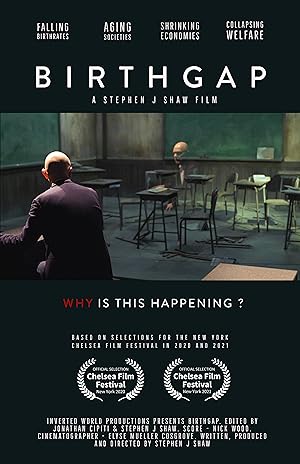 FALLING
BIRTHRATES
AGING
SOCIETIES
SHRINKING
ECONOMIES
COLLAPSING
WELFARE
BIRTHGAP
A STEPHEN J SHAW FILM
WHY IS THIS HAPPENING ?
BASED ON SELECTIONS FOR THE NEW YORK
CHELSEA FILM FESTIVAL IN 2020 AND 2021
OFFICIAL SELECTION
Chelsea Film
Festival
New York 2020
OFFICIAL SELECTION
Chelsea Film
Festival
New York 2021
INVERTED WORLD PRODUCTIONS PRESENTS BIRTHGAP. EDITED BY
JONATHAN CIPITI & STEPHEN J SHAW, SCORE - NICK WOOD,
CINEMATOGRAPHER - ELYSE MUELLER COSGROVE. WRITTEN, PRODUCED
AND DIRECTED BY STEPHEN J SHAW